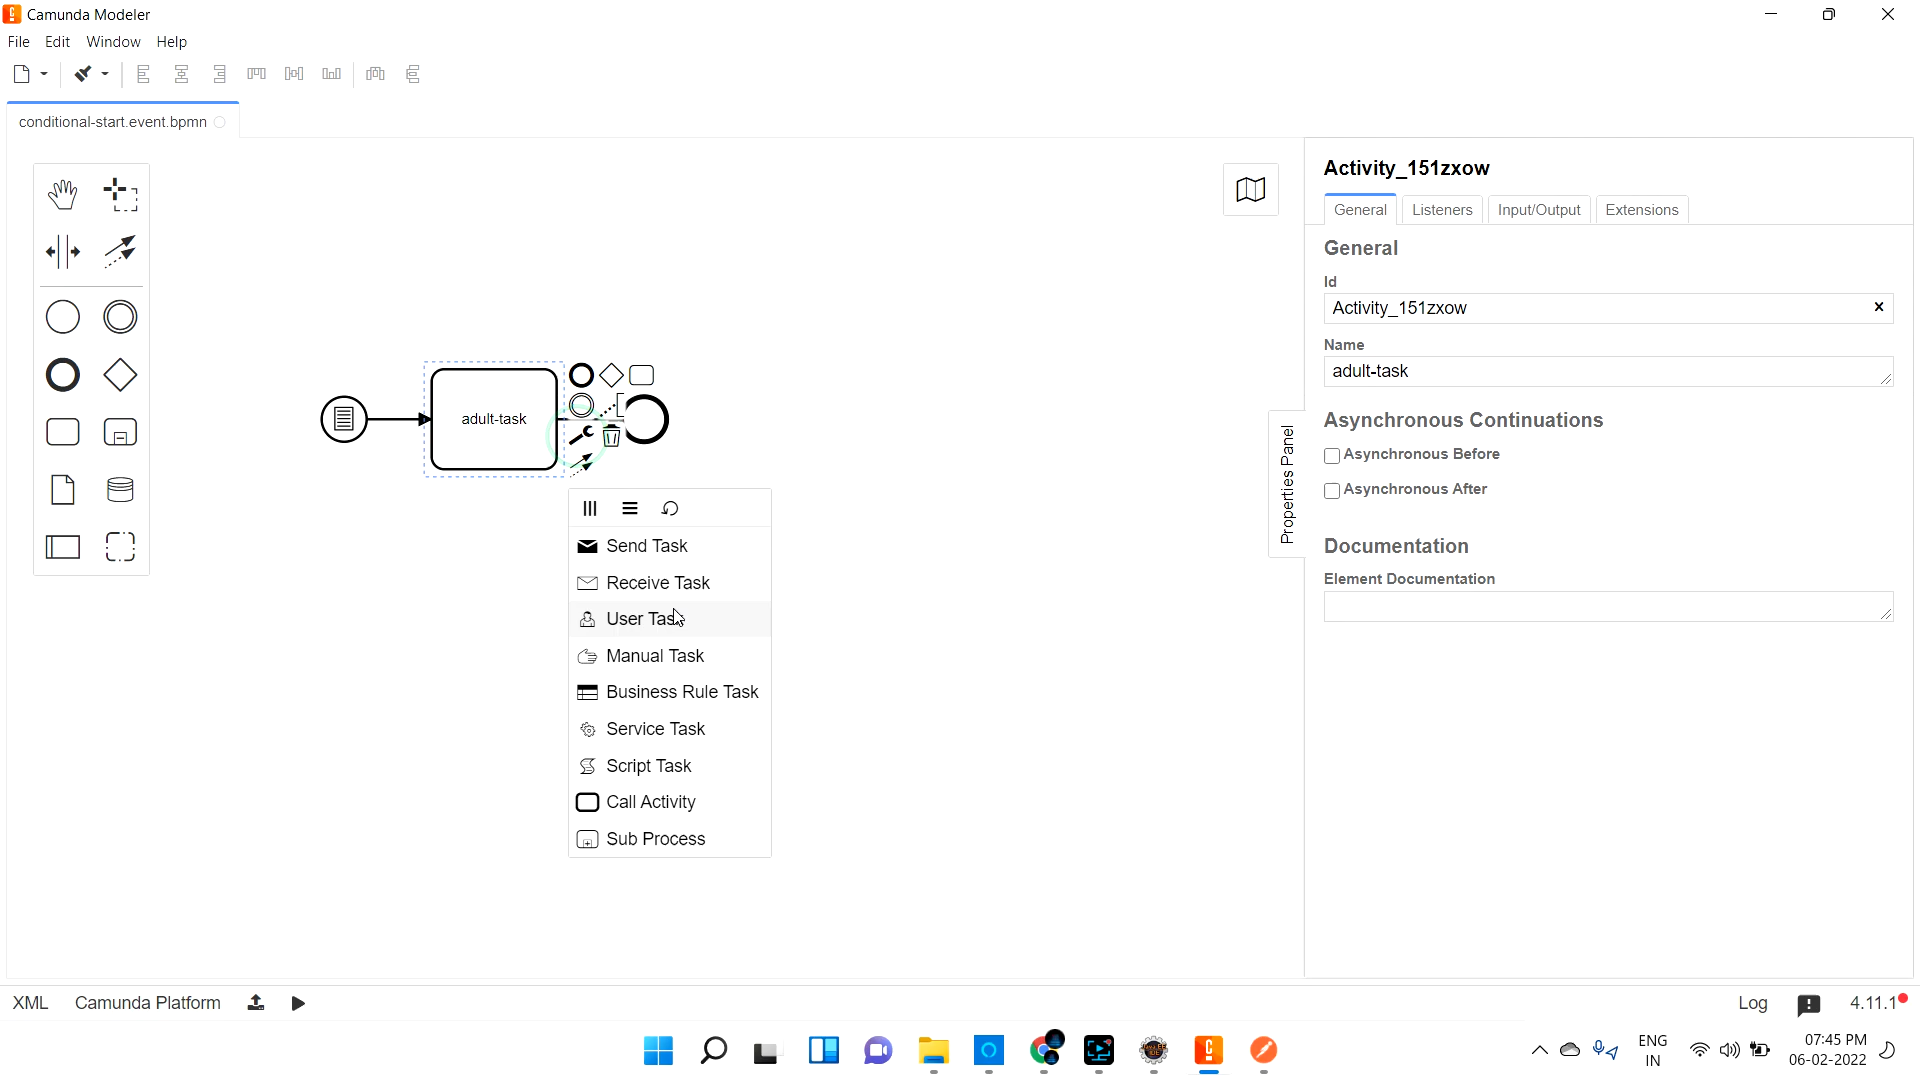 Camunda Modeler
File Edit Window Help
conditional-start.event.bpmn
adult-task
Send Task
Receive Task
User Task
Manual Task
Business Rule Task
Service Task
Script Task
Call Activity
Sub Process
Properties Panel
Activity_151zxow
General Listeners Input/Output Extensions
General
Id
Activity_151zxow
Name
adult-task
Asynchronous Continuations
Asynchronous Before
Asynchronous After
Documentation
Element Documentation
XML Camunda Platform Log 4.11.1
ENG
IN
07:45 PM
06-02-2022